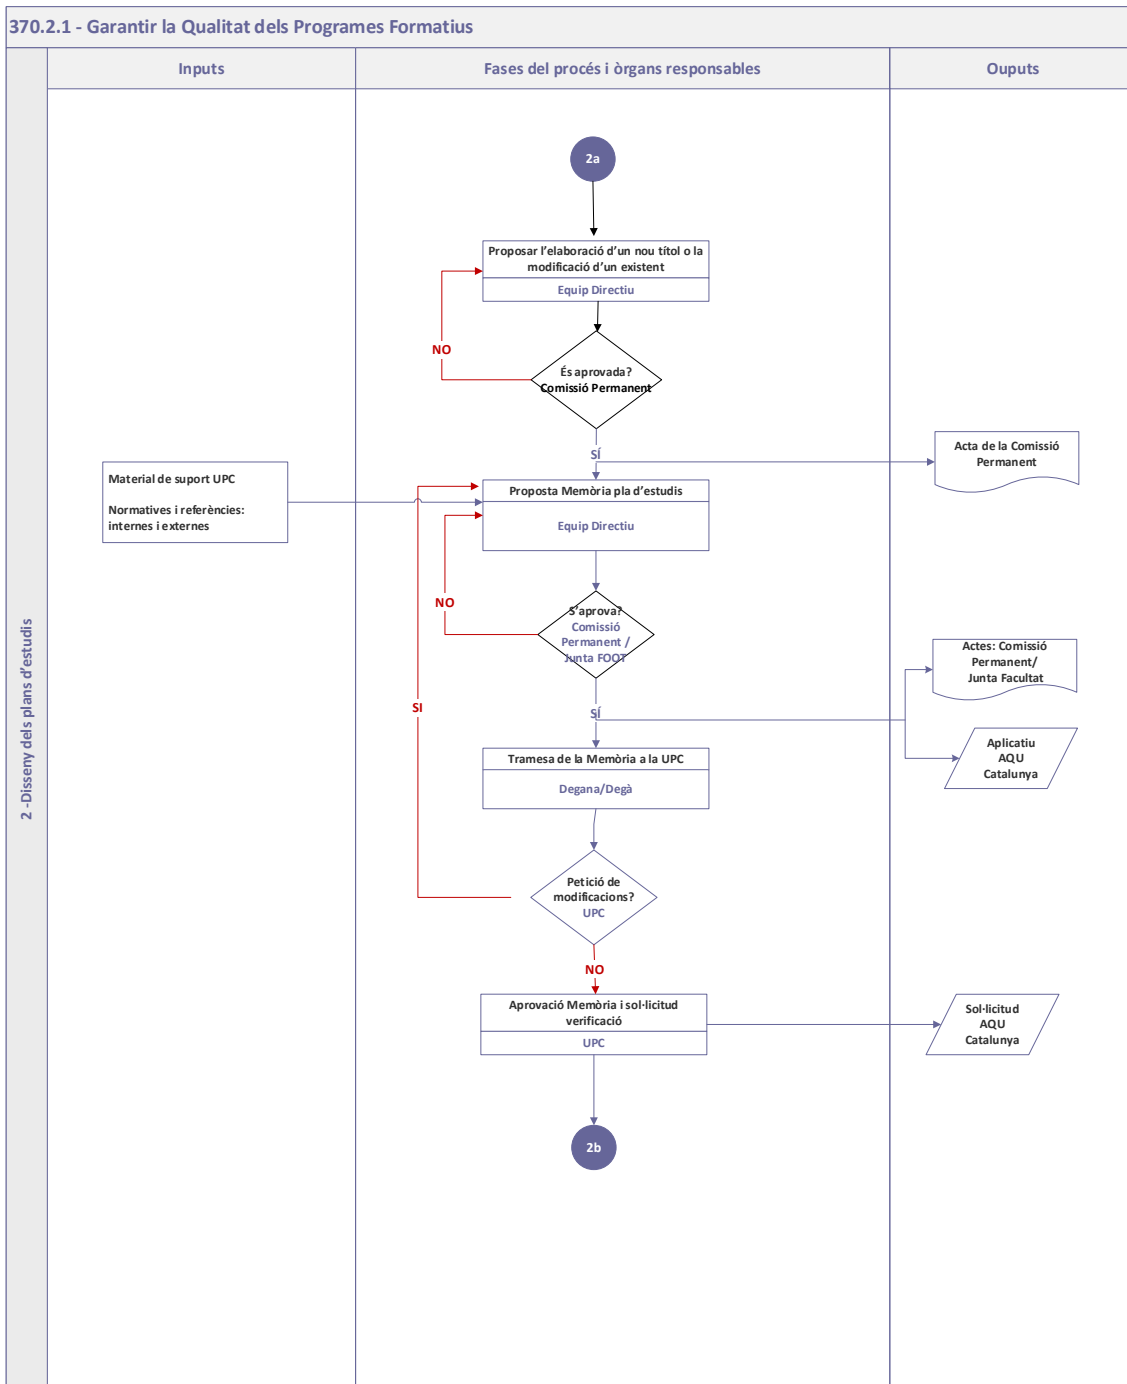 370.2.1 - Garantir la Qualitat dels Programes Formatius
Inputs
Fases del procés i òrgans responsables
Ouputs
2 -Disseny dels plans d'estudis
2a
Proposar l'elaboració d'un nou títol o la
modificació d'un existent
Equip Directiu
NO
És aprovada?
Comissió Permanent
SÍ
Acta de la Comissió
Permanent
Material de suport UPC
Normatives i referències:
internes i externes
Proposta Memòria pla d'estudis
Equip Directiu
NO
S'aprova?
Comissió
Permanent /
Junta FOOT
Actes: Comissió
Permanent/
Junta Facultat
SI
SÍ
Aplicatiu
AQU
Catalunya
Tramesa de la Memòria a la UPC
Degana/Degà
Petició de
modificacions?
UPC
NO
Aprovació Memòria i sol·licitud
verificació
UPC
Sol·licitud
AQU
Catalunya
2b